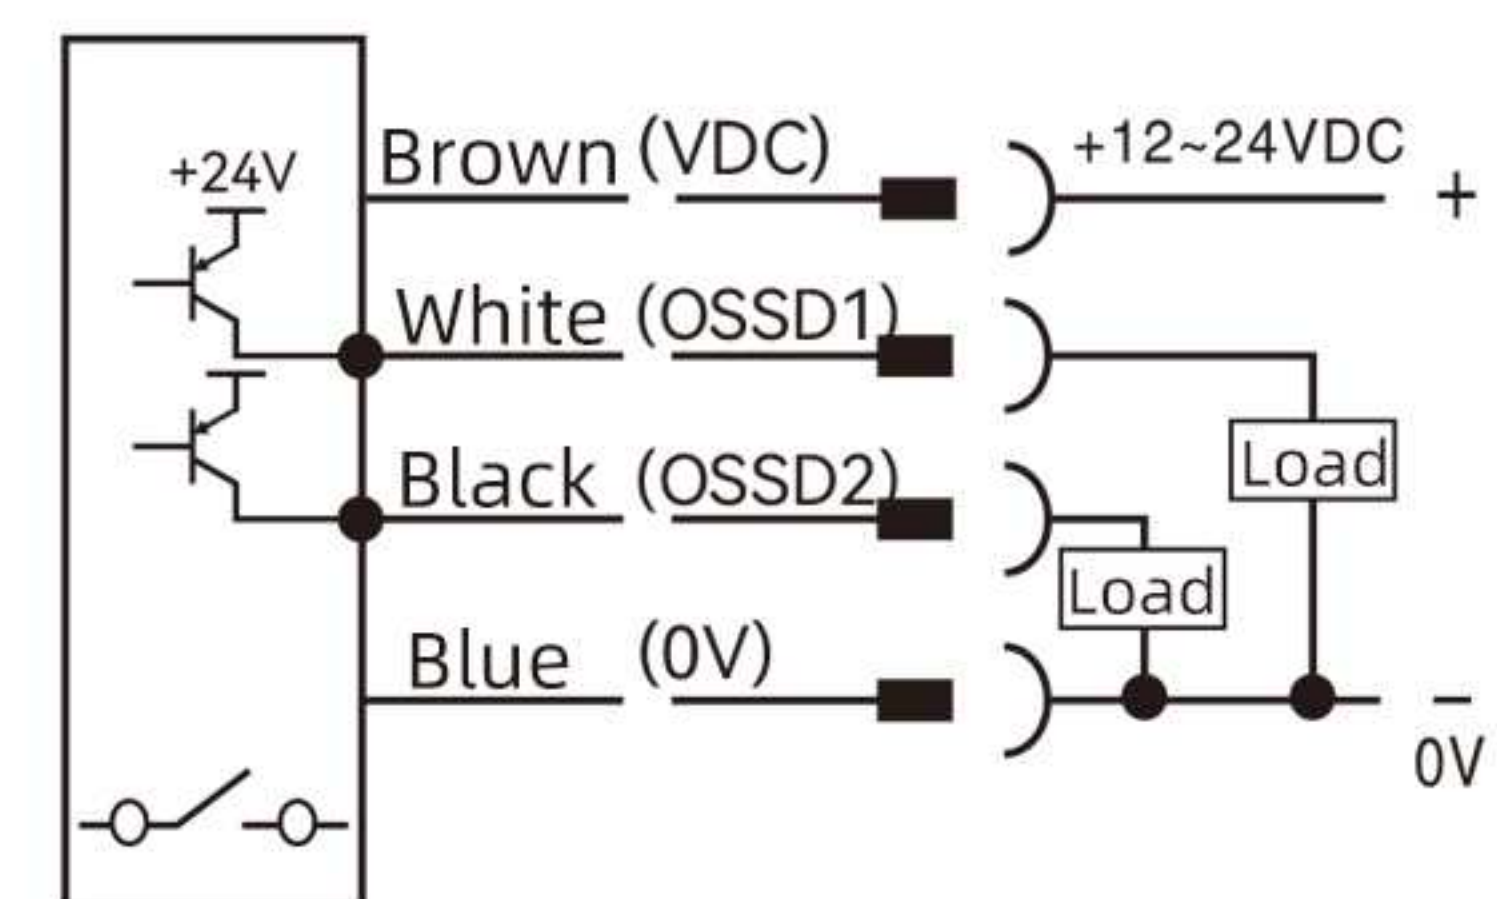 Brown (VDC)
+12~24VDC
+
+24V
White (OSSD1)
Black (OSSD2)
Load
Load
Blue (0V)
−
0V